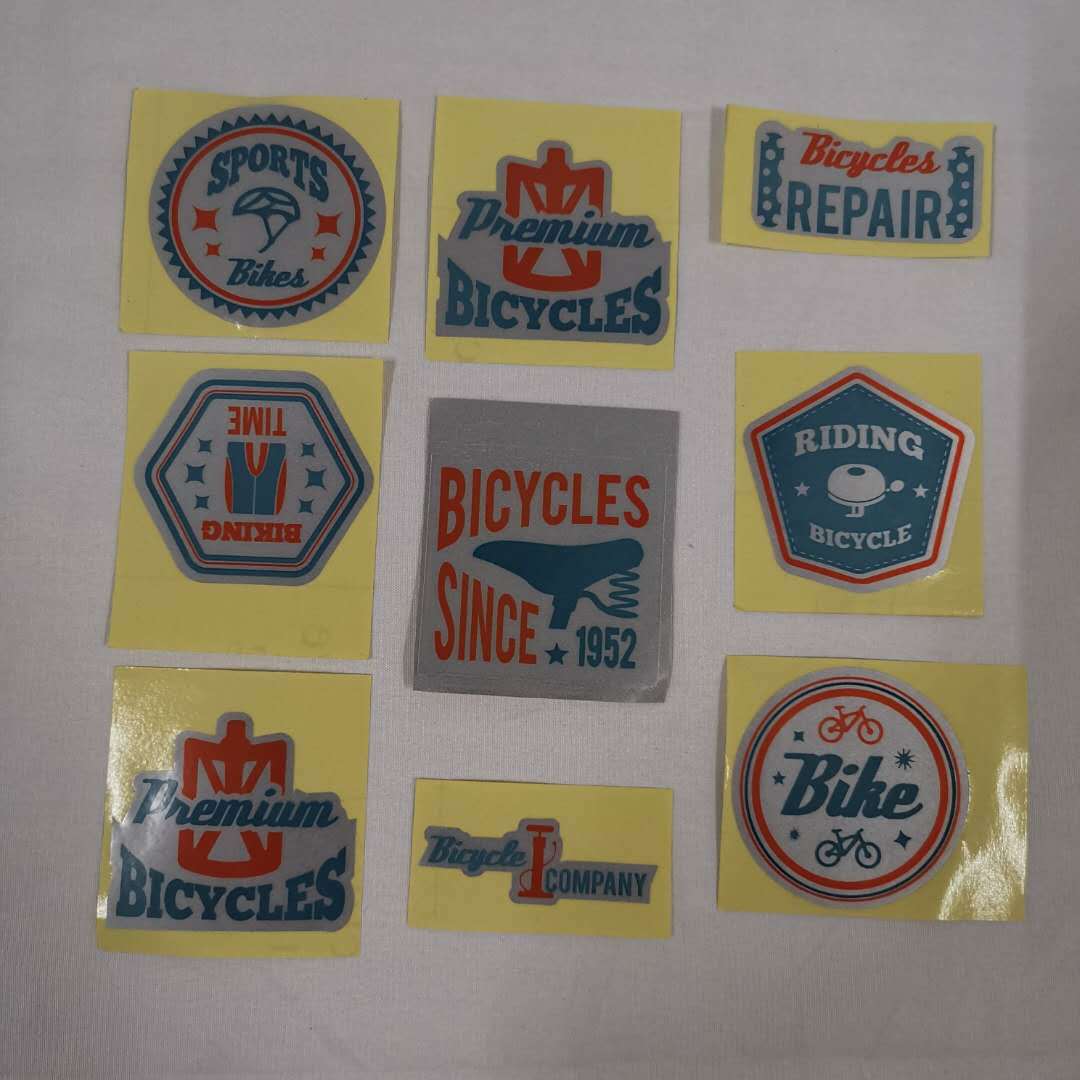 SPORTS
Bikes
Premium
BICYCLES
Bicycles
REPAIR
BIKING
TIME
BICYCLES
SINCE
1952
RIDING
BICYCLE
Premium
BICYCLES
Bicycle
COMPANY
Bike